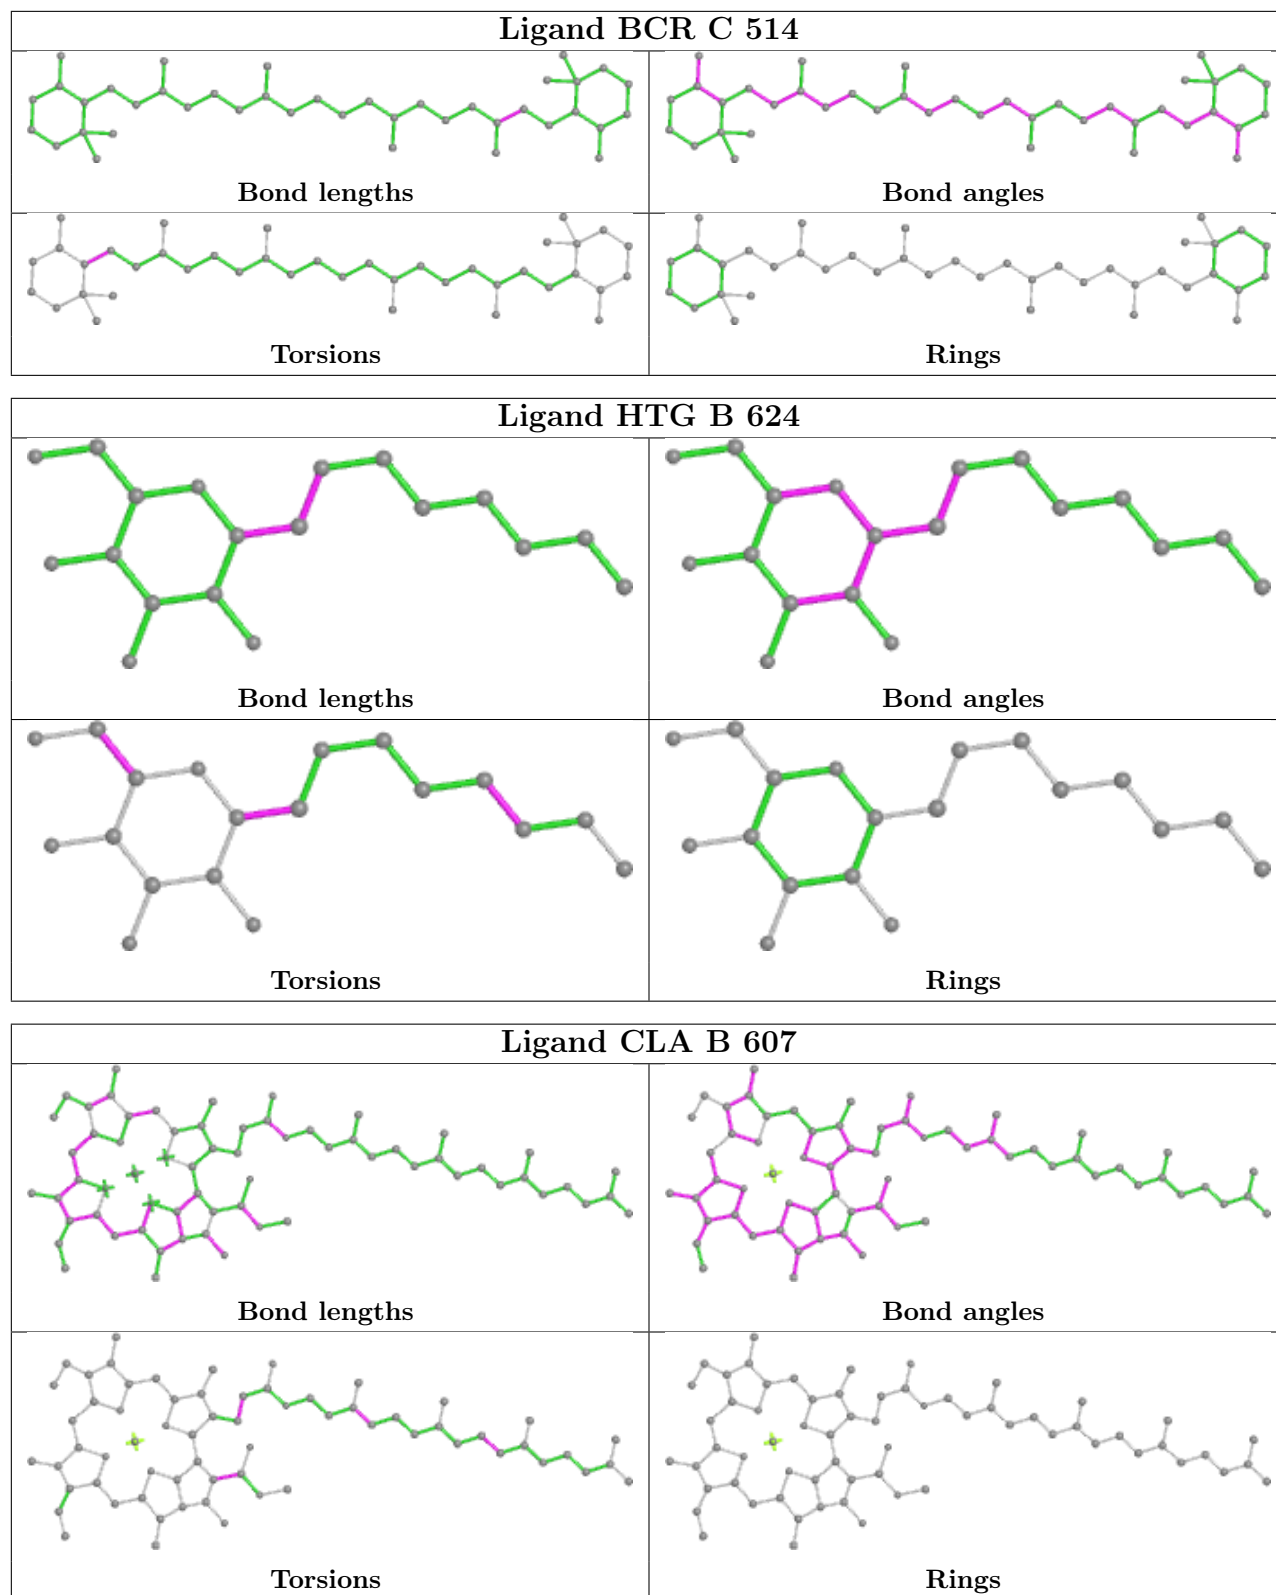 Ligand BCR C 514
Bond lengths
Bond angles
Torsions
Rings
Ligand HTG B 624
Bond lengths
Bond angles
Torsions
Rings
Ligand CLA B 607
Bond lengths
Bond angles
Torsions
Rings